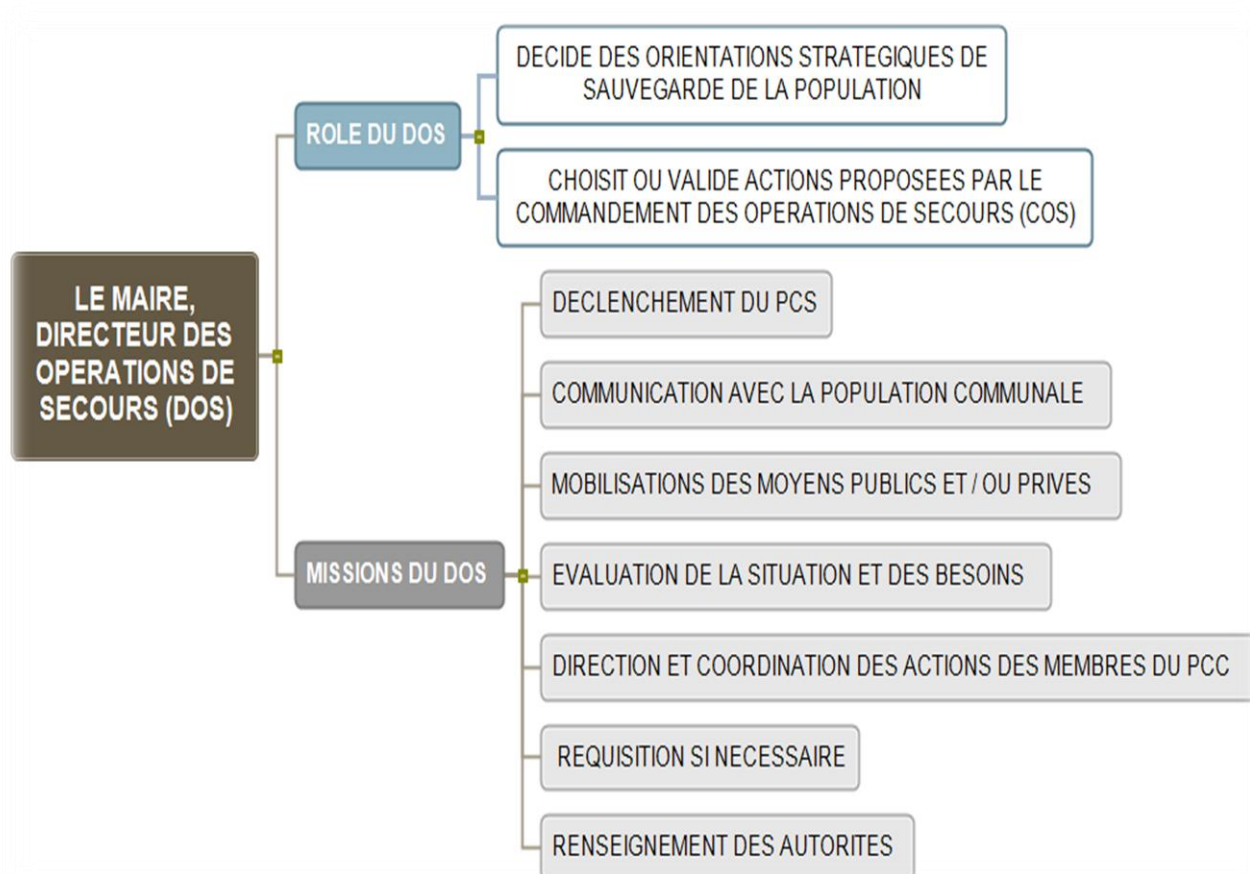 LE MAIRE,
DIRECTEUR DES
OPERATIONS DE
SECOURS (DOS)
ROLE DU DOS
DECIDE DES ORIENTATIONS STRATEGIQUES DE
SAUVEGARDE DE LA POPULATION
CHOISIT OU VALIDE ACTIONS PROPOSEES PAR LE
COMMANDEMENT DES OPERATIONS DE SECOURS (COS)
MISSIONS DU DOS
DECLENCHEMENT DU PCS
COMMUNICATION AVEC LA POPULATION COMMUNALE
MOBILISATIONS DES MOYENS PUBLICS ET / OU PRIVES
EVALUATION DE LA SITUATION ET DES BESOINS
DIRECTION ET COORDINATION DES ACTIONS DES MEMBRES DU PCC
REQUISITION SI NECESSAIRE
RENSEIGNEMENT DES AUTORITES